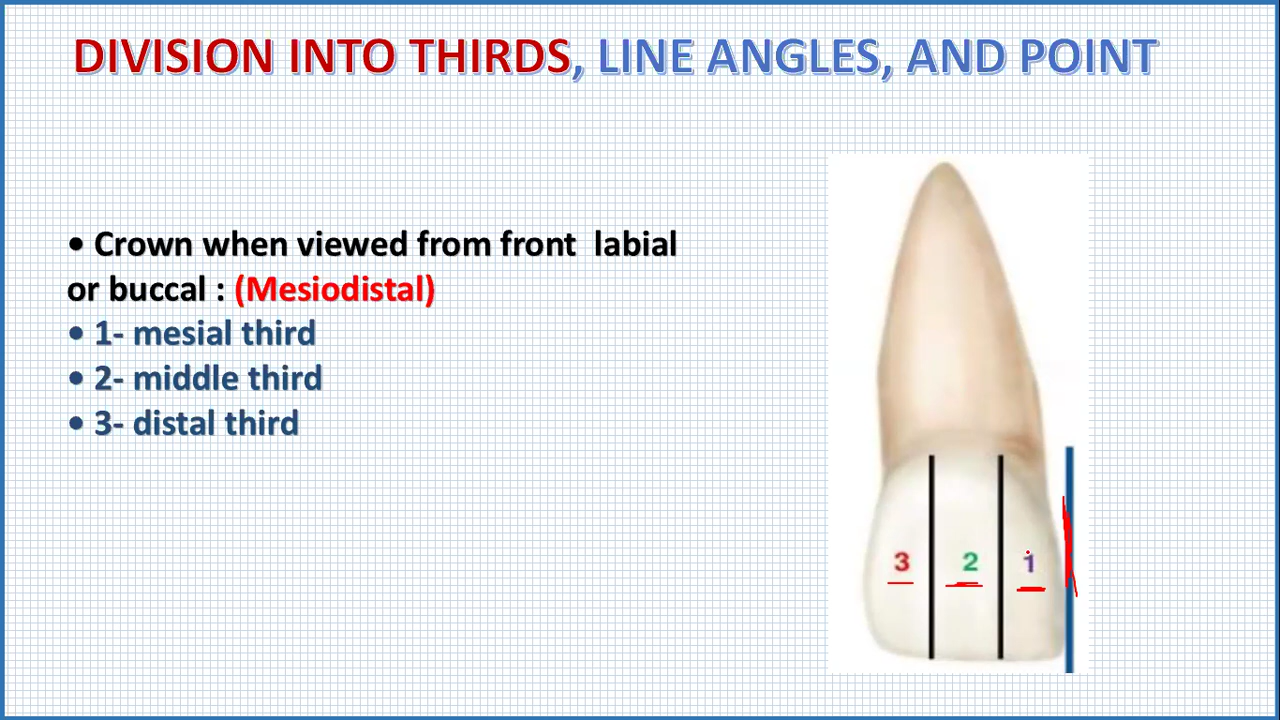 DIVISION INTO THIRDS, LINE ANGLES, AND POINT
• Crown when viewed from front labial
or buccal : (Mesiodistal)
• 1- mesial third
• 2- middle third
• 3- distal third
3 2 1